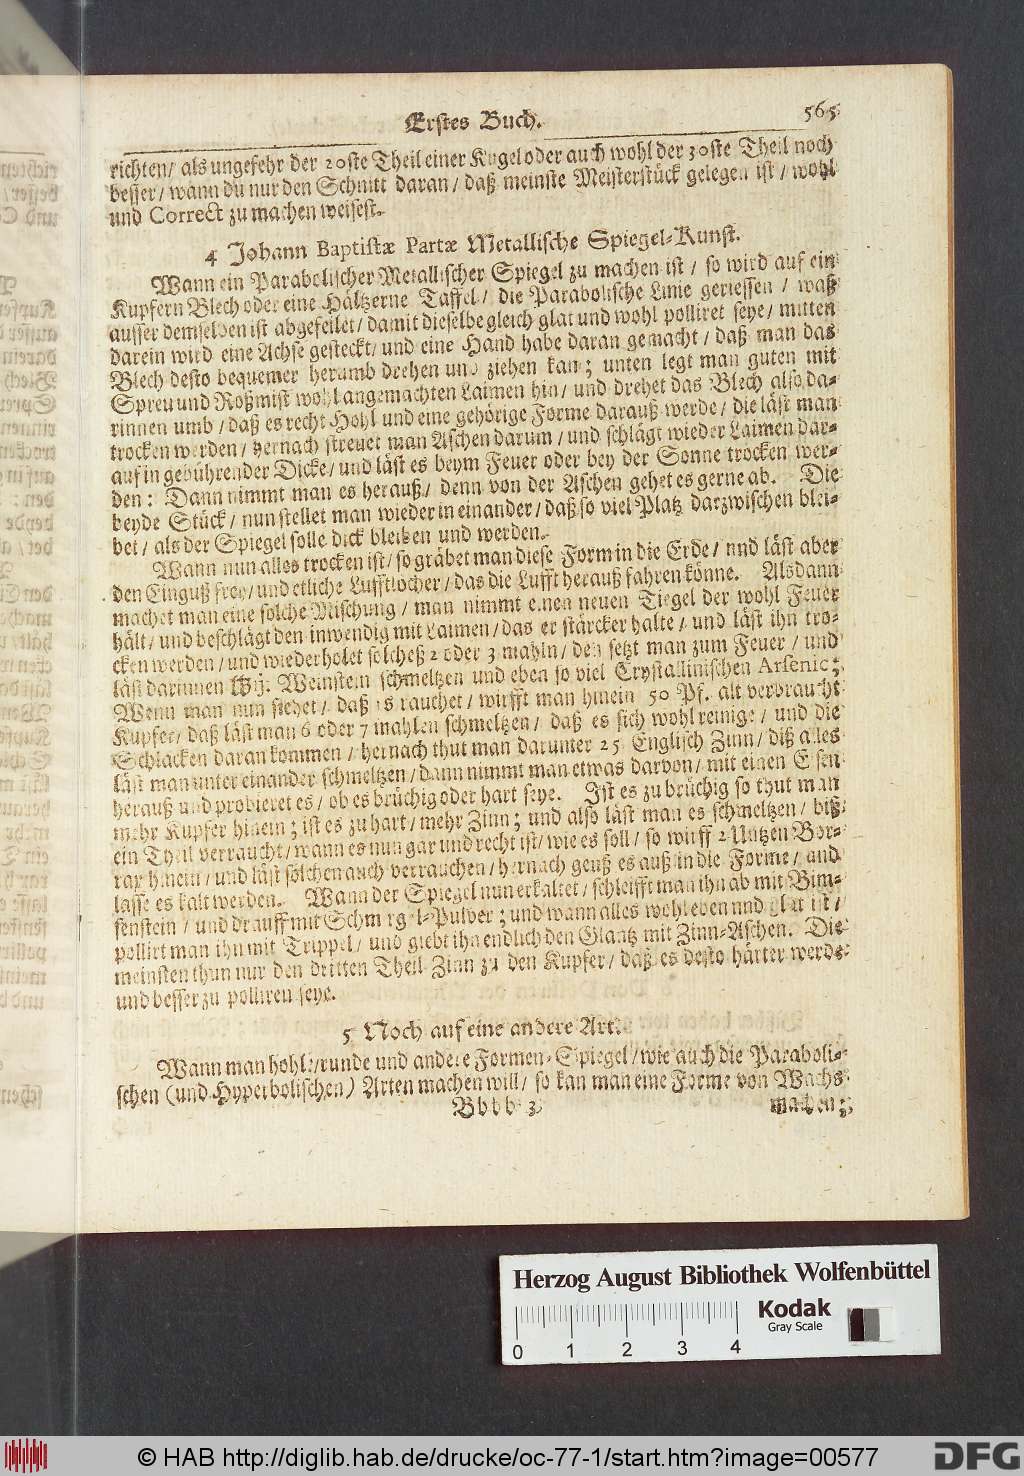 Erstes Buch. 565
richten/ als ungefehr der 20ste Theil einer Kugel oder auch wohl der 30ste Theil noch
besser/ wann du nur den Schnitt daran/ daß meinste Meisterstück gelegen ist/ wohl
und Correct zu machen weisest.
4 Johann Baptistæ Partæ Metallische Spiegel-Kunst.
Wann ein Parabolischer Metallischer Spiegel zu machen ist/ so wird auf ein
Kupfern Blech oder eine Hältzerne Taffel/ die Parabolische Linie geriessen/ waß
ausser demselben ist abgefeilet/ damit dieselbe gleich glat und wohl polliret seye/ mitten
darein wird eine Achse gesteckt/ und eine Hand habe daran gemacht/ daß man das
Blech desto bequemer herumb drehen und ziehen kan; unten legt man guten mit
Spreu und Roßmist wohl angemachten Laimen hin/ und drehet das Blech also da-
rinnen umb/ daß es recht Hohl und eine gehörige Forme darauß werde/ die läst man
trocken werden/ hernach streuet man Aschen darum/ und schlägt wieder Laimen dar-
auf in gebührender Dicke/ und läst es beym Feuer oder bey der Sonne trocken wer-
den: Dann nimmt man es herauß/ denn von der Aschen gehet es gerne ab. Die
beyde Stück/ nun stellet man wieder in einander/ daß so viel Platz darzwischen blei-
bet/ als der Spiegel solle dick bleiben und werden.
Wann nun alles trocken ist/ so gräbet man diese Form in die Erde/ nnd läst aber
den Einguß frey/ und etliche Lufftlöcher/ das die Lufft herauß fahren könne. Alsdann
machet man eine solche Mischung/ man nimmt einen neuen Tiegel der wohl Feuer
hält/ und beschlägt den inwendig mit Laimen/ das er stärcker halte/ und läst ihn tro-
cken werden/ und wiederholet solcheß 2 oder 3 mahln/ den setzt man zum Feuer/ und
läst darinnen ij. Weinstein schmeltzen und eben so viel Crystallinischen Arsenic;
Wenn man nun siehet/ daß es rauchet/ wirfft man hinein 50 Pf. alt verbraucht
Kupfer/ daß läst man 6 oder 7 mahlen schmeltzen/ daß es sich wohl reinige/ und die
Schlacken daran kommen/ hernach thut man darunter 25 Englisch Zinn/ diß alles
läst man unter einander schmeltzen/ dann nimmt man etwas darvon/ mit einen Eisen
herauß und probieret es/ ob es brüchig oder hart seye. Ist es zu brüchig so thut man
mehr Kupfer hinein; ist es zu hart/ mehr Zinn; und also läst man es schmeltzen/ biß
ein Theil verraucht/ wann es nun gar und recht ist/ wie es soll/ so wirff 2 Untzen Bor-
rax hinein/ und läst solchen auch verrauchen/ hernach geuß es auß in die Forme/ und
lasse es kalt werden. Wann der Spiegel nun erkaltet/ schleifft man ihn ab mit Bim-
senstein/ und drauff mit Schmirgel-Pulver; und wann alles wohl eben nnd glat ist/
pollirt man ihn mit Trippel/ und giebt ihn endlich den Glantz mit Zinn-Aschen. Die
meinsten thun nur den dritten Theil Zinn zu den Kupfer/ daß es desto härter werde
und besser zu polliren seye.
5 Noch auf eine andere Art.
Wann man hohl/ runde und andere Formen-Spiegel/ wie auch die Paraboli-
schen (und Hyperbolischen) Arten machen will/ so kan man eine Forme von Wachs
Bbbb 3 machen;
Herzog August Bibliothek Wolfenbüttel
Kodak
Gray Scale
0 1 2 3 4
© HAB http://diglib.hab.de/drucke/oc-77-1/start.htm?image=00577
DFG